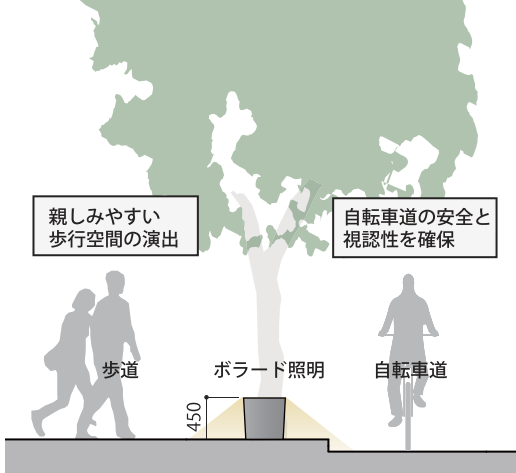 親しみやすい
歩行空間の演出
自転車道の安全と
視認性を確保
歩道
ボラード照明
自転車道
450